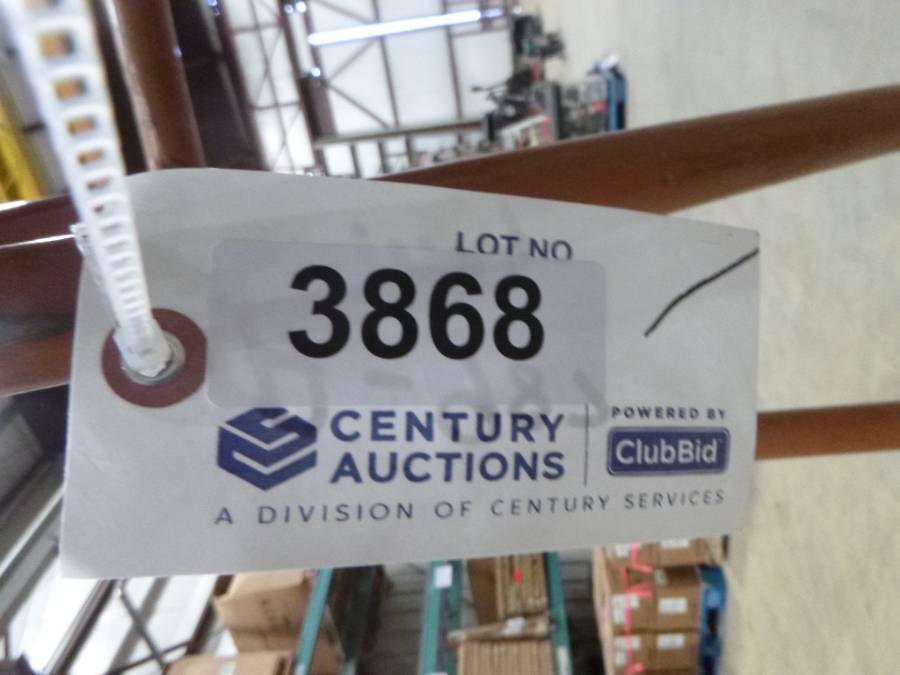 LOT NO
3868
CENTURY
AUCTIONS
POWERED BY
ClubBid
A DIVISION OF CENTURY SERVICES